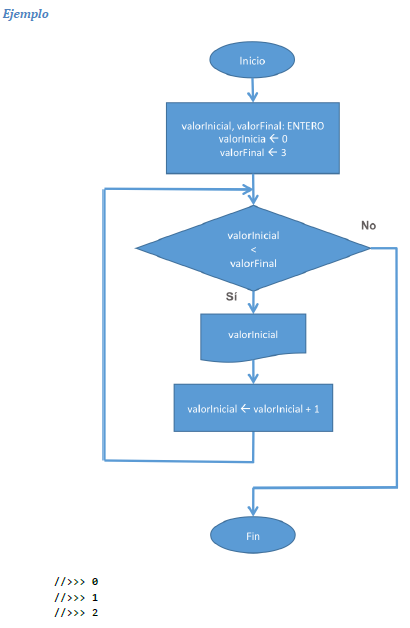 Ejemplo
Inicio
valorInicial, valorFinal: ENTERO
valorInicia ← 0
valorFinal ← 3
valorInicial
<
valorFinal
No
Sí
valorInicial
valorInicial ← valorInicial + 1
Fin
//>>> 0
//>>> 1
//>>> 2